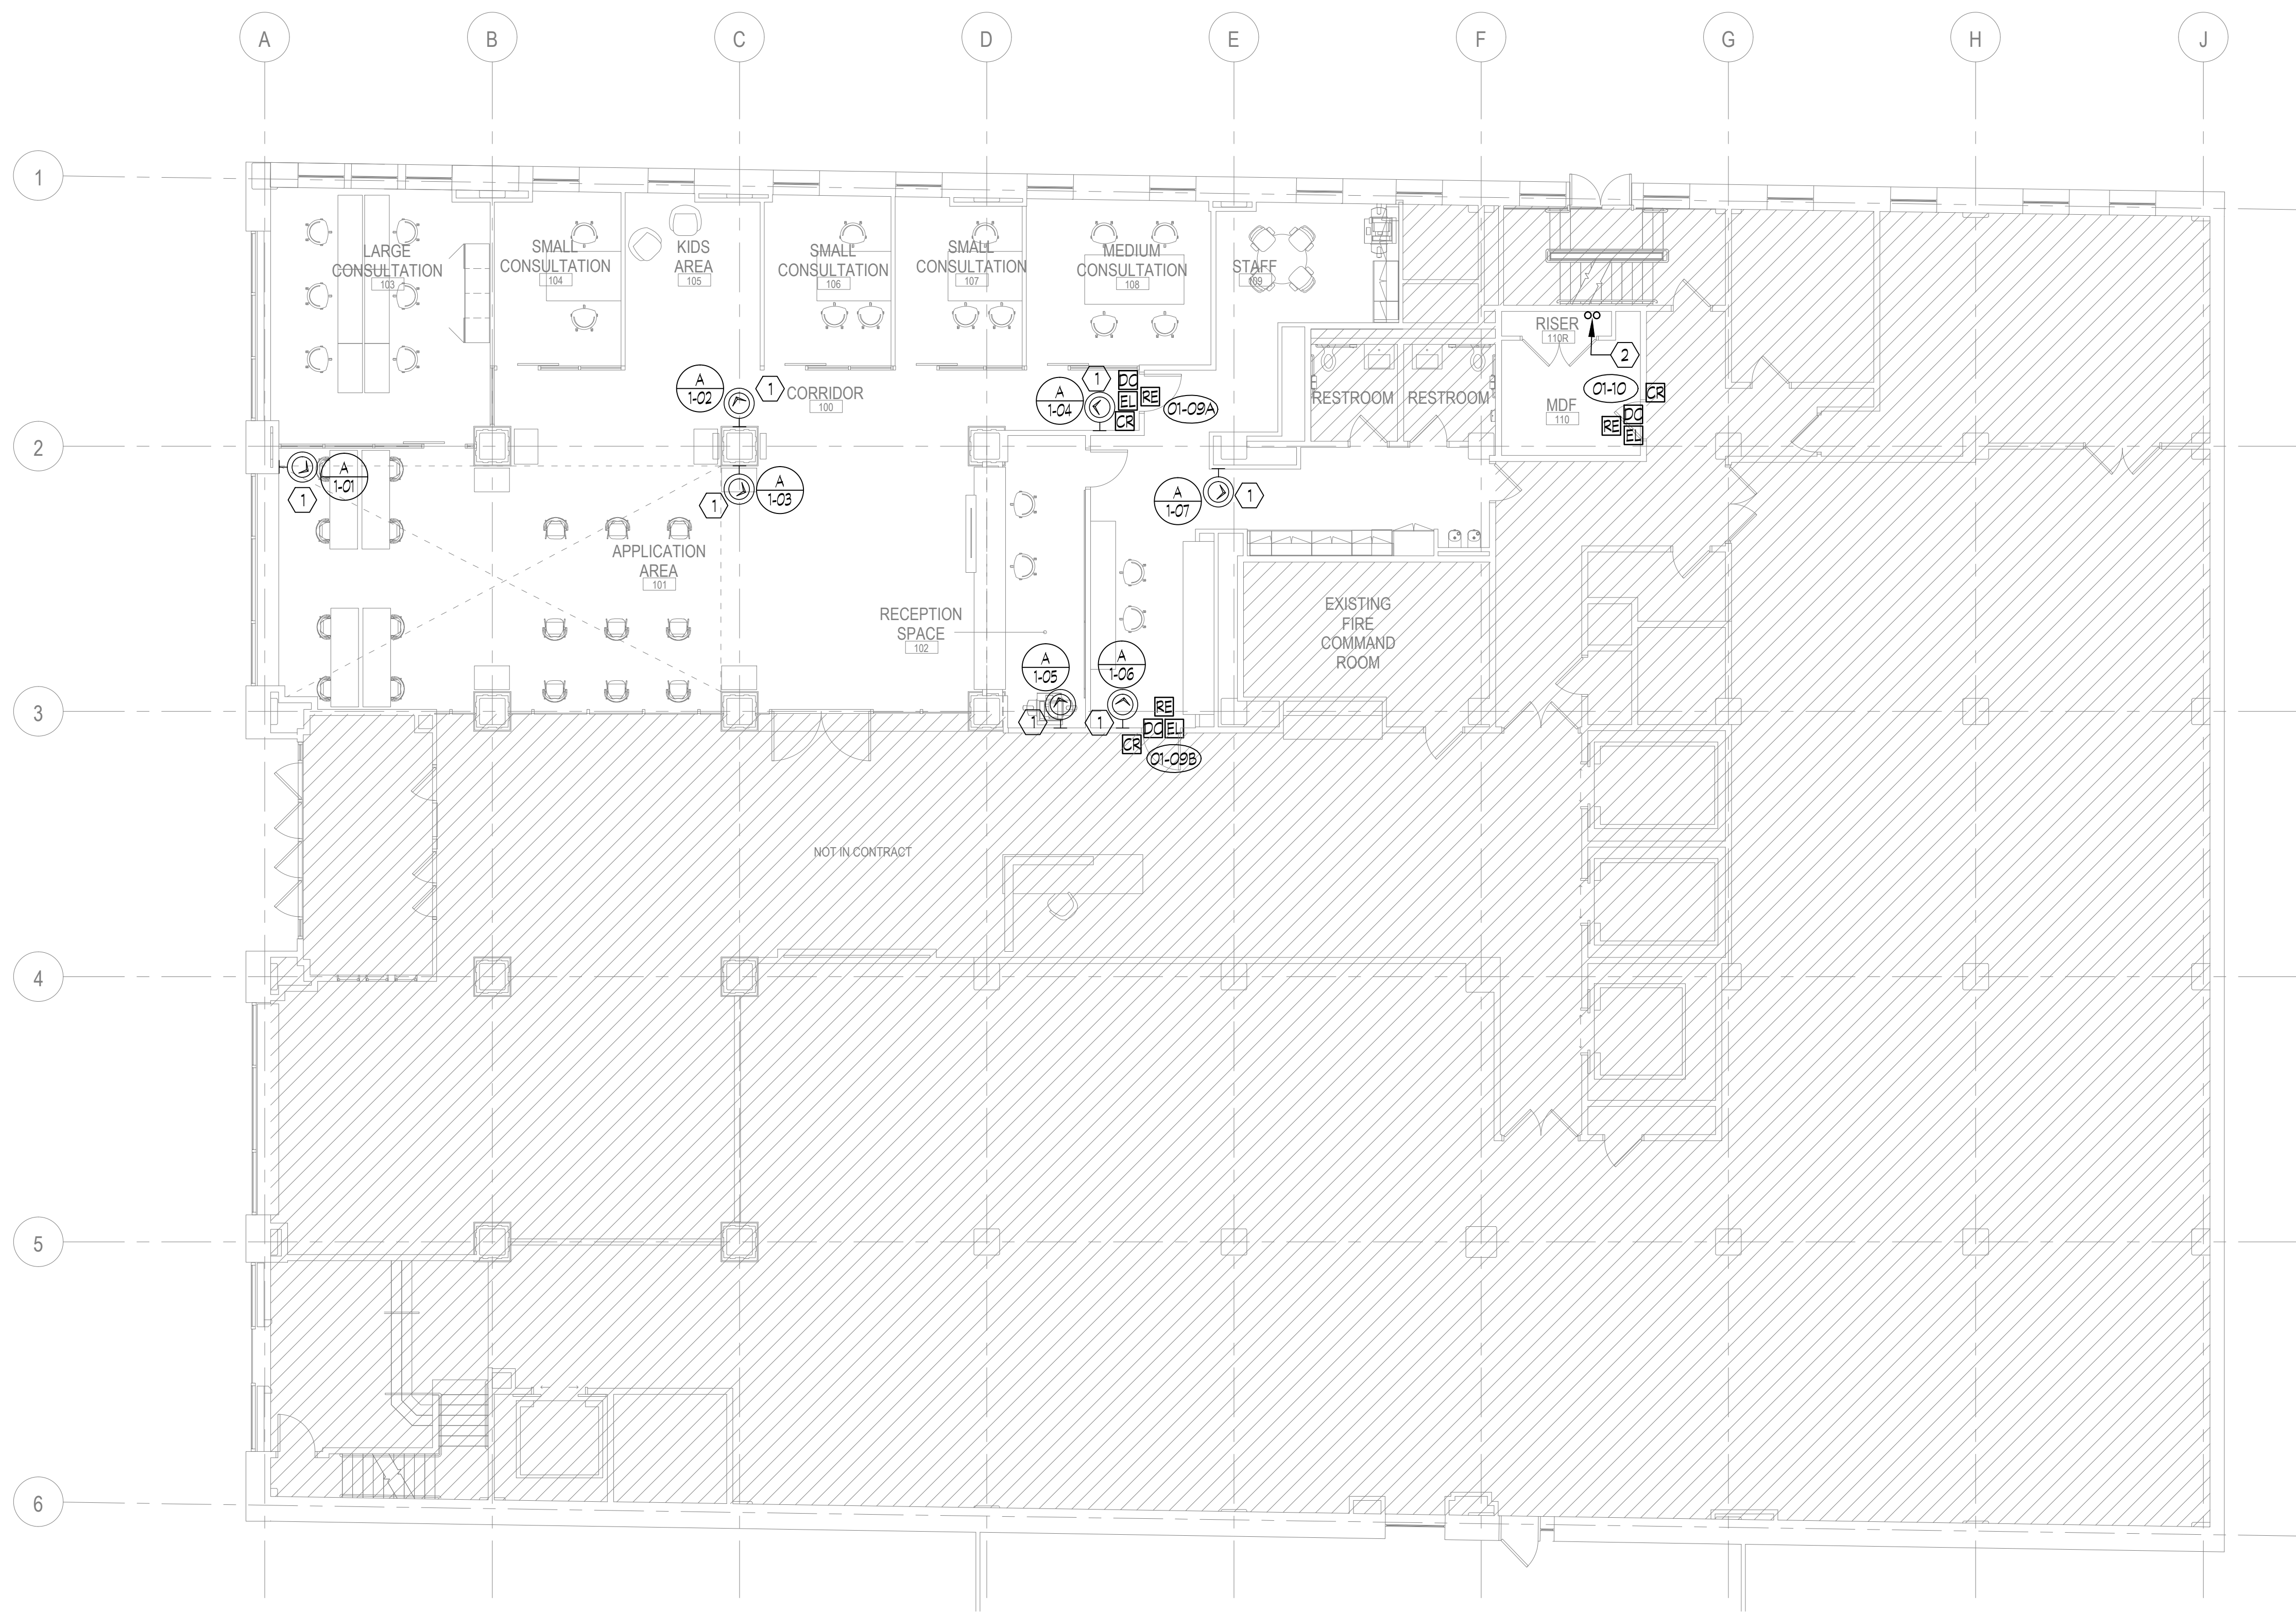 A B C D E F G H J
1
LARGE
CONSULTATION
103
SMALL
CONSULTATION
104
KIDS
AREA
105
SMALL
CONSULTATION
106
SMALL
CONSULTATION
107
MEDIUM
CONSULTATION
108
STAFF
109
RISER
110R
2
A
1-02
1
CORRIDOR
100
A
1-04
1
DC
EL
RE
CR
01-09A
RESTROOM
RESTROOM
01-10
CR
MDF
110
DC
RE
EL
2
A
1-01
1
A
1-03
1
A
1-07
1
APPLICATION
AREA
101
RECEPTION
SPACE
102
EXISTING
FIRE
COMMAND
ROOM
A
1-05
1
A
1-06
1
3
RE
DC
EL
CR
01-09B
NOT IN CONTRACT
4
5
6